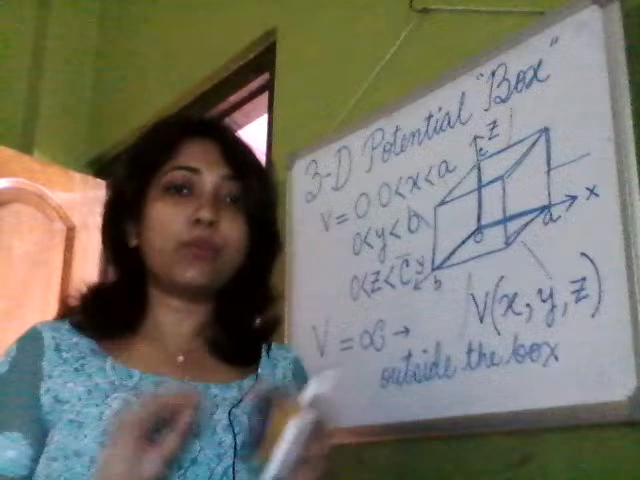 3-D Potential "Box"
V = 0 0<x<a
0<y<b
0<z<c
V = ∞ →
outside the box
z
c
x
a
0
y
b
V(x, y, z)